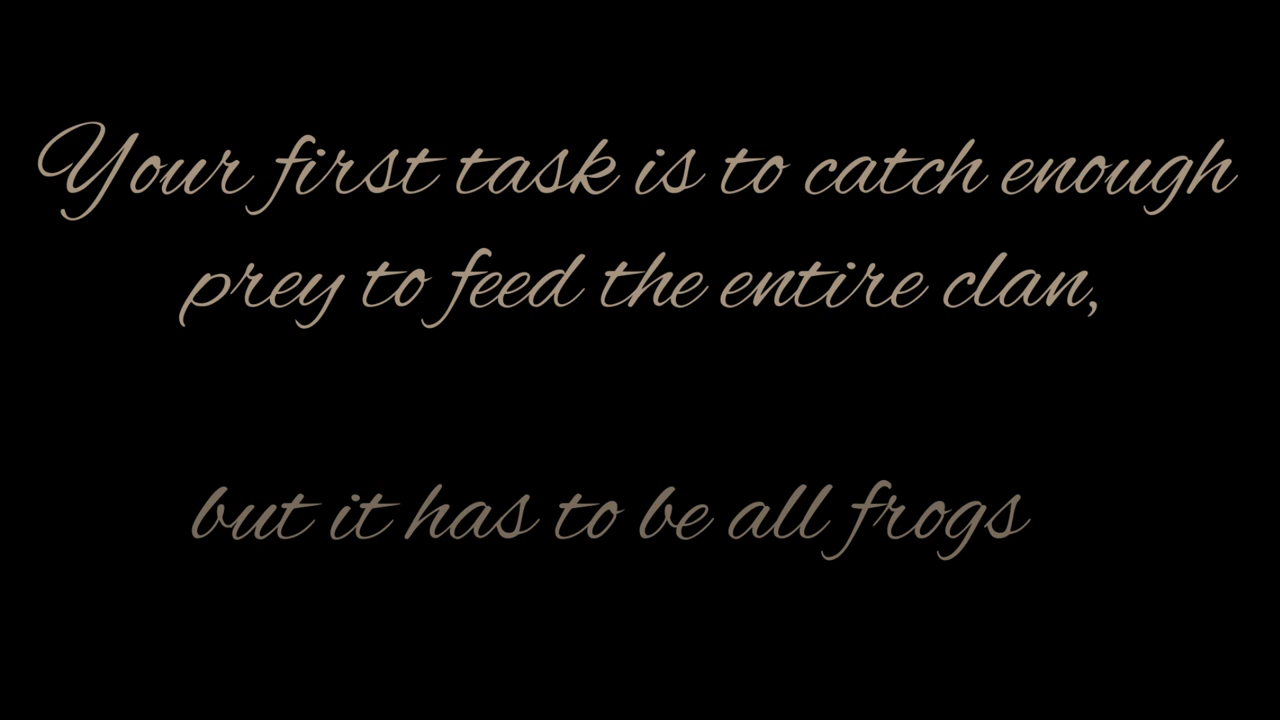 Your first task is to catch enough
prey to feed the entire clan,
but it has to be all frogs